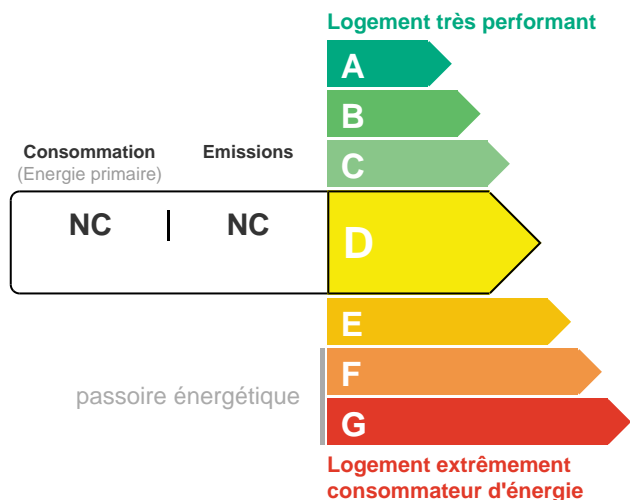 Logement très performant
A
B
C
Consommation Emissions
(Energie primaire)
NC | NC
D
E
F
passoire énergétique
G
Logement extrêmement
consommateur d'énergie